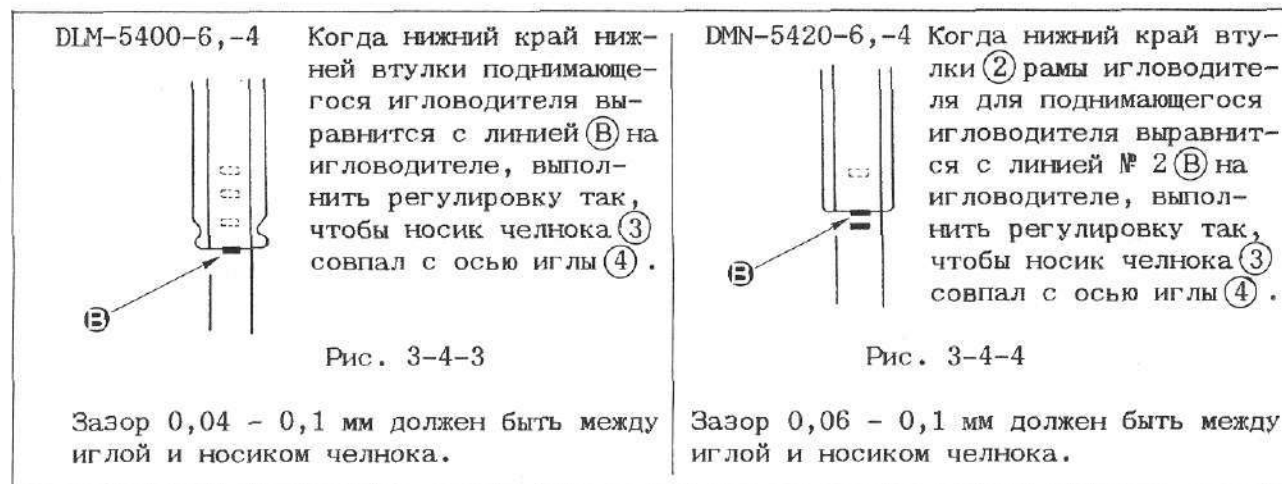 DLM-5400-6,-4
Когда нижний край ниж-
ней втулки поднимающе-
гося игловодителя вы-
равнится с линией Ⓑ на
игловодителе, выпол-
нить регулировку так,
чтобы носик челнока ③
совпал с осью иглы ④ .
Ⓑ
Рис. 3-4-3
Зазор 0,04 - 0,1 мм должен быть между
иглой и носиком челнока.
DMN-5420-6,-4
Когда нижний край вту-
лки ② рамы игловодите-
ля для поднимающегося
игловодителя выравнит-
ся с линией № 2 Ⓑ на
игловодителе, выпол-
нить регулировку так,
чтобы носик челнока ③
совпал с осью иглы ④ .
Ⓑ
Рис. 3-4-4
Зазор 0,06 - 0,1 мм должен быть между
иглой и носиком челнока.